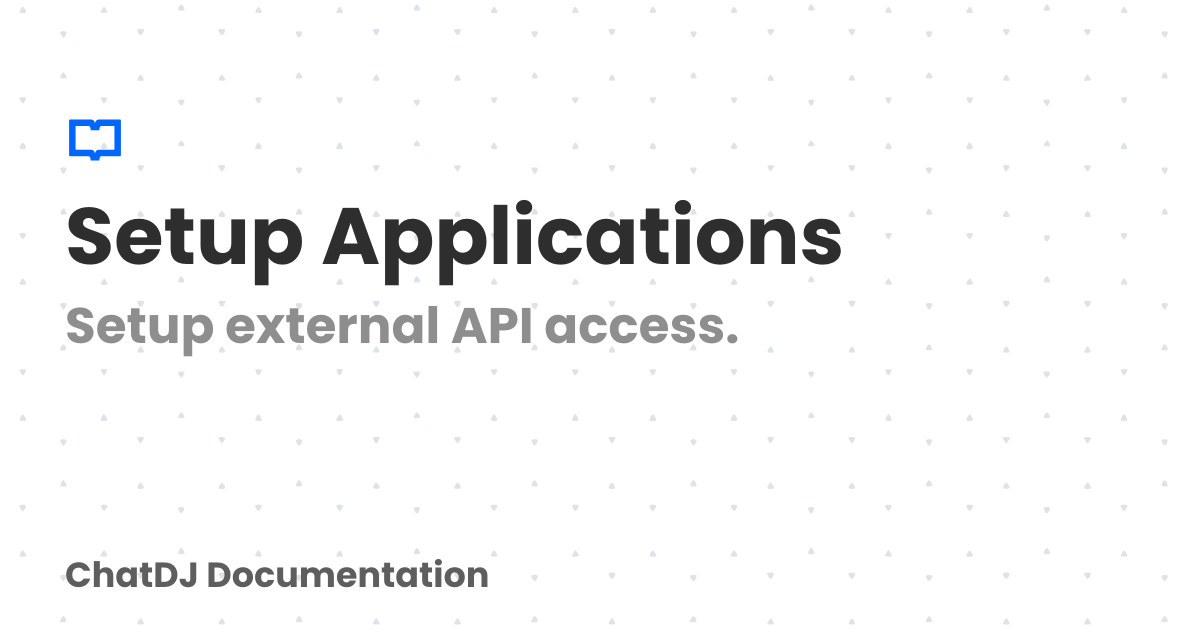 Setup Applications
Setup external API access.
ChatDJ Documentation